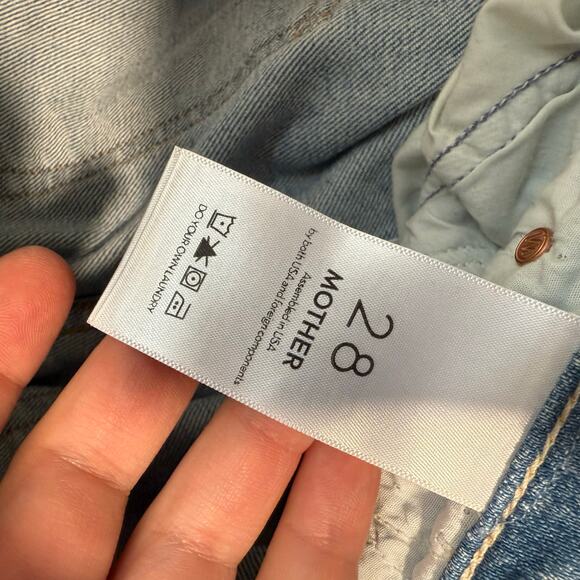 28
MOTHER
Assembled in USA
by both USA and foreign components
DO YOUR OWN LAUNDRY